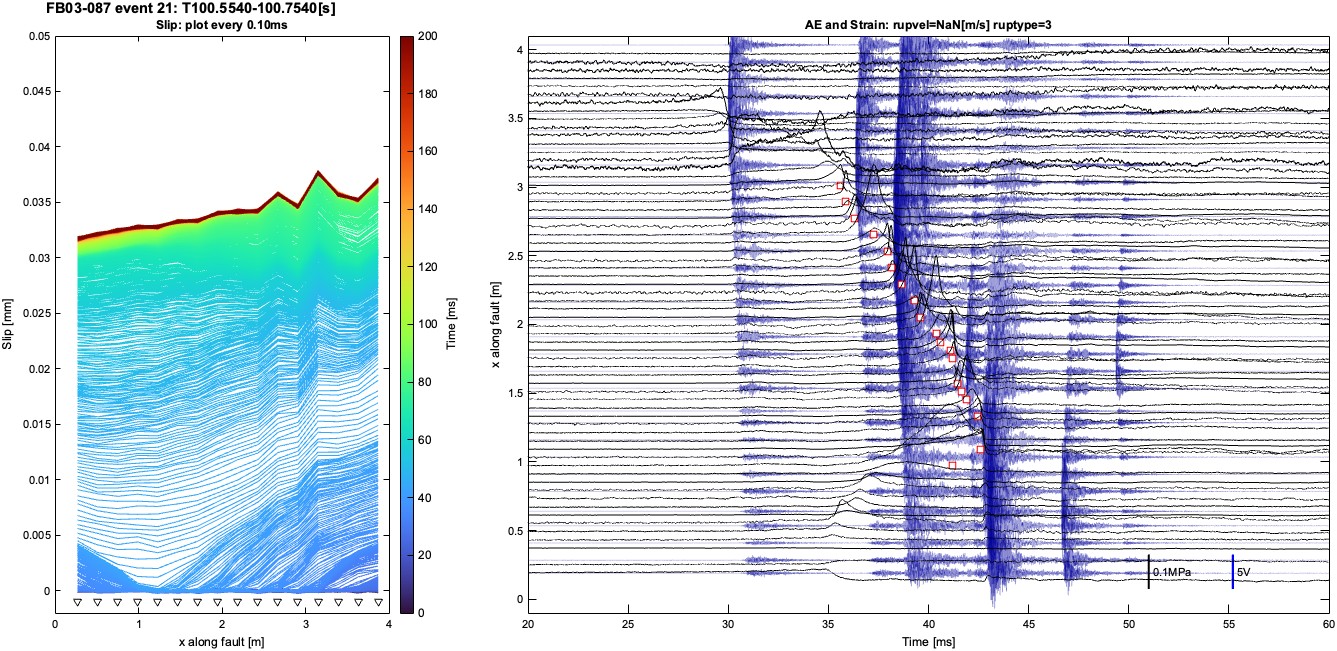 FB03-087 event 21: T100.5540-100.7540[s]
Slip: plot every 0.10ms
0.05
0.045
0.04
0.035
0.03
0.025
0.02
0.015
0.01
0.005
0
Slip [mm]
0 1 2 3 4
x along fault [m]
200
180
160
140
120
100
80
60
40
20
0
Time [ms]
AE and Strain: rupvel=NaN[m/s] ruptype=3
4
3.5
3
2.5
2
1.5
1
0.5
0
x along fault [m]
0.1MPa
5V
20 25 30 35 40 45 50 55 60
Time [ms]